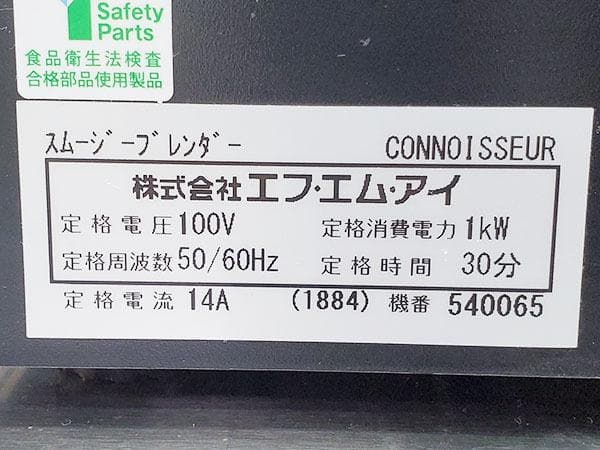 Safety
Parts
食品衛生法検査
合格部品使用製品
スムージーブレンダー CONNOISSEUR
株式会社エフ・エム・アイ
定格電圧100V 定格消費電力1kW
定格周波数50/60Hz 定格時間 30分
定格電流14A (1884) 機番 540065